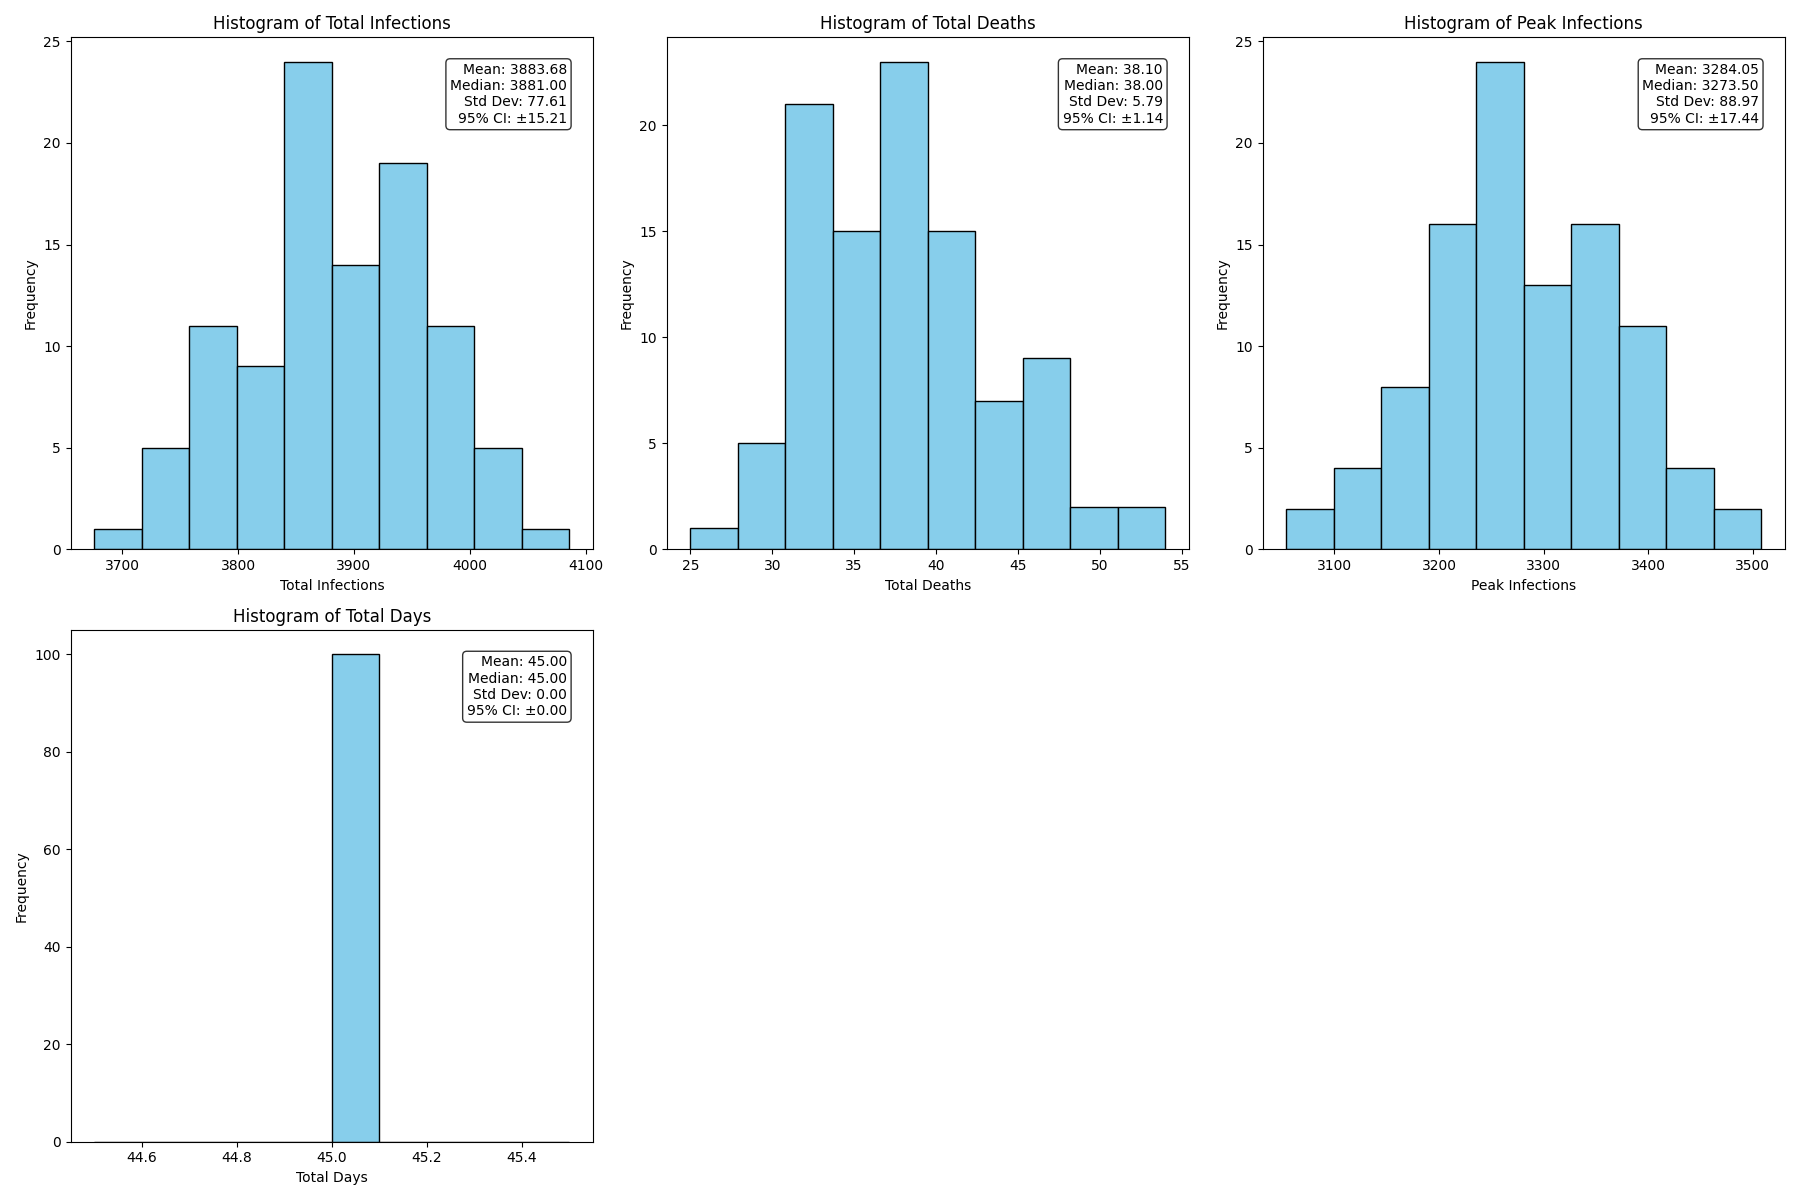 Histogram of Total Infections
25
20
15
10
5
0
Frequency
Mean: 3883.68
Median: 3881.00
Std Dev: 77.61
95% CI: ±15.21
3700 3800 3900 4000 4100
Total Infections
Histogram of Total Deaths
20
15
10
5
0
Frequency
Mean: 38.10
Median: 38.00
Std Dev: 5.79
95% CI: ±1.14
25 30 35 40 45 50 55
Total Deaths
Histogram of Peak Infections
25
20
15
10
5
0
Frequency
Mean: 3284.05
Median: 3273.50
Std Dev: 88.97
95% CI: ±17.44
3100 3200 3300 3400 3500
Peak Infections
Histogram of Total Days
100
80
60
40
20
0
Frequency
Mean: 45.00
Median: 45.00
Std Dev: 0.00
95% CI: ±0.00
44.6 44.8 45.0 45.2 45.4
Total Days